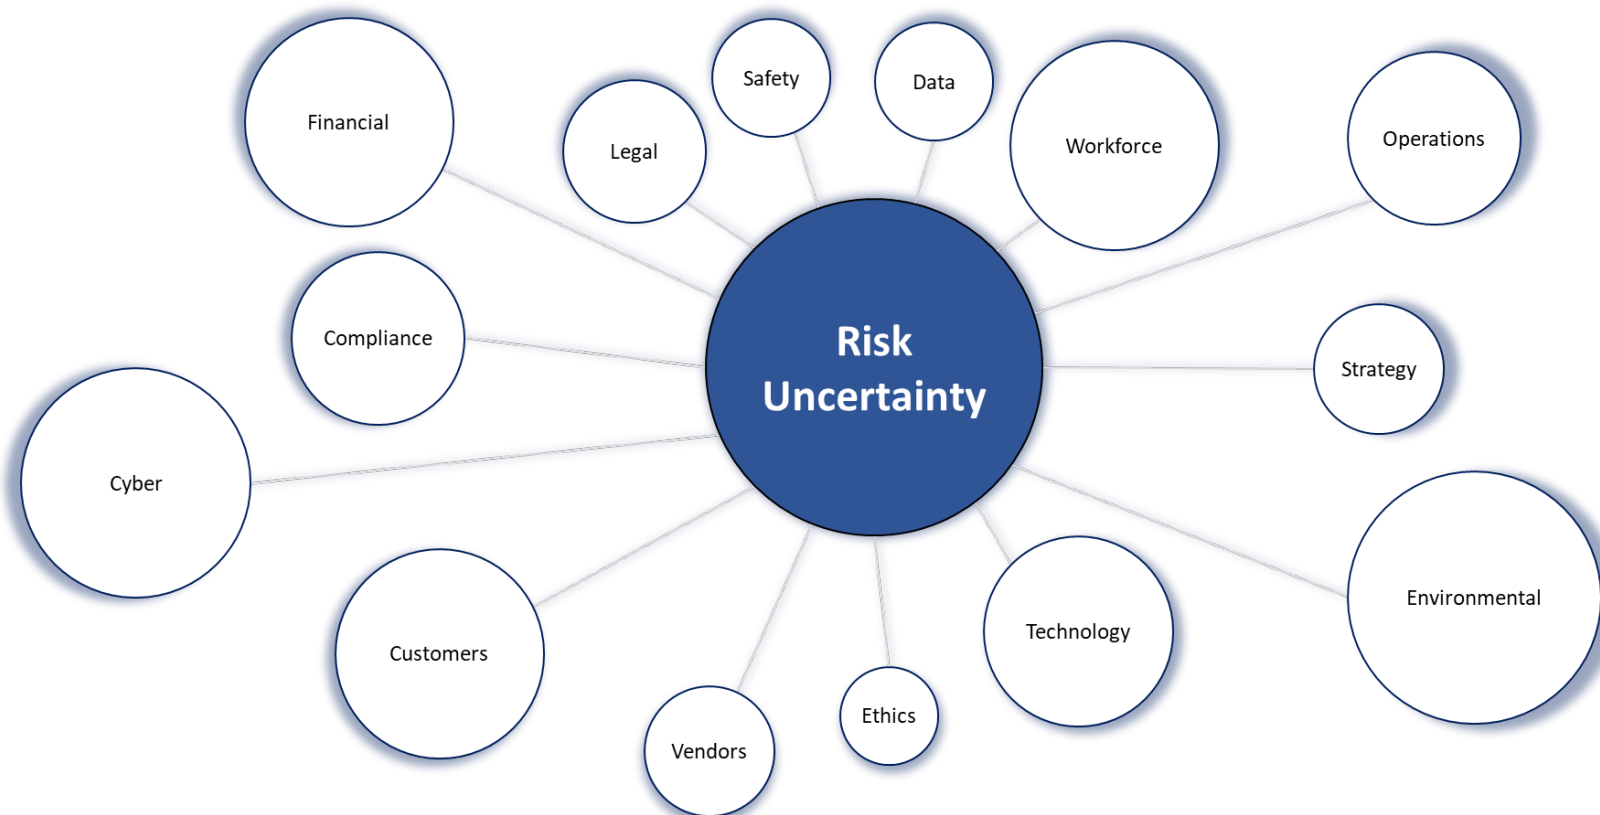 Safety
Data
Financial
Operations
Workforce
Legal
Compliance
Risk
Uncertainty
Strategy
Cyber
Environmental
Technology
Customers
Ethics
Vendors